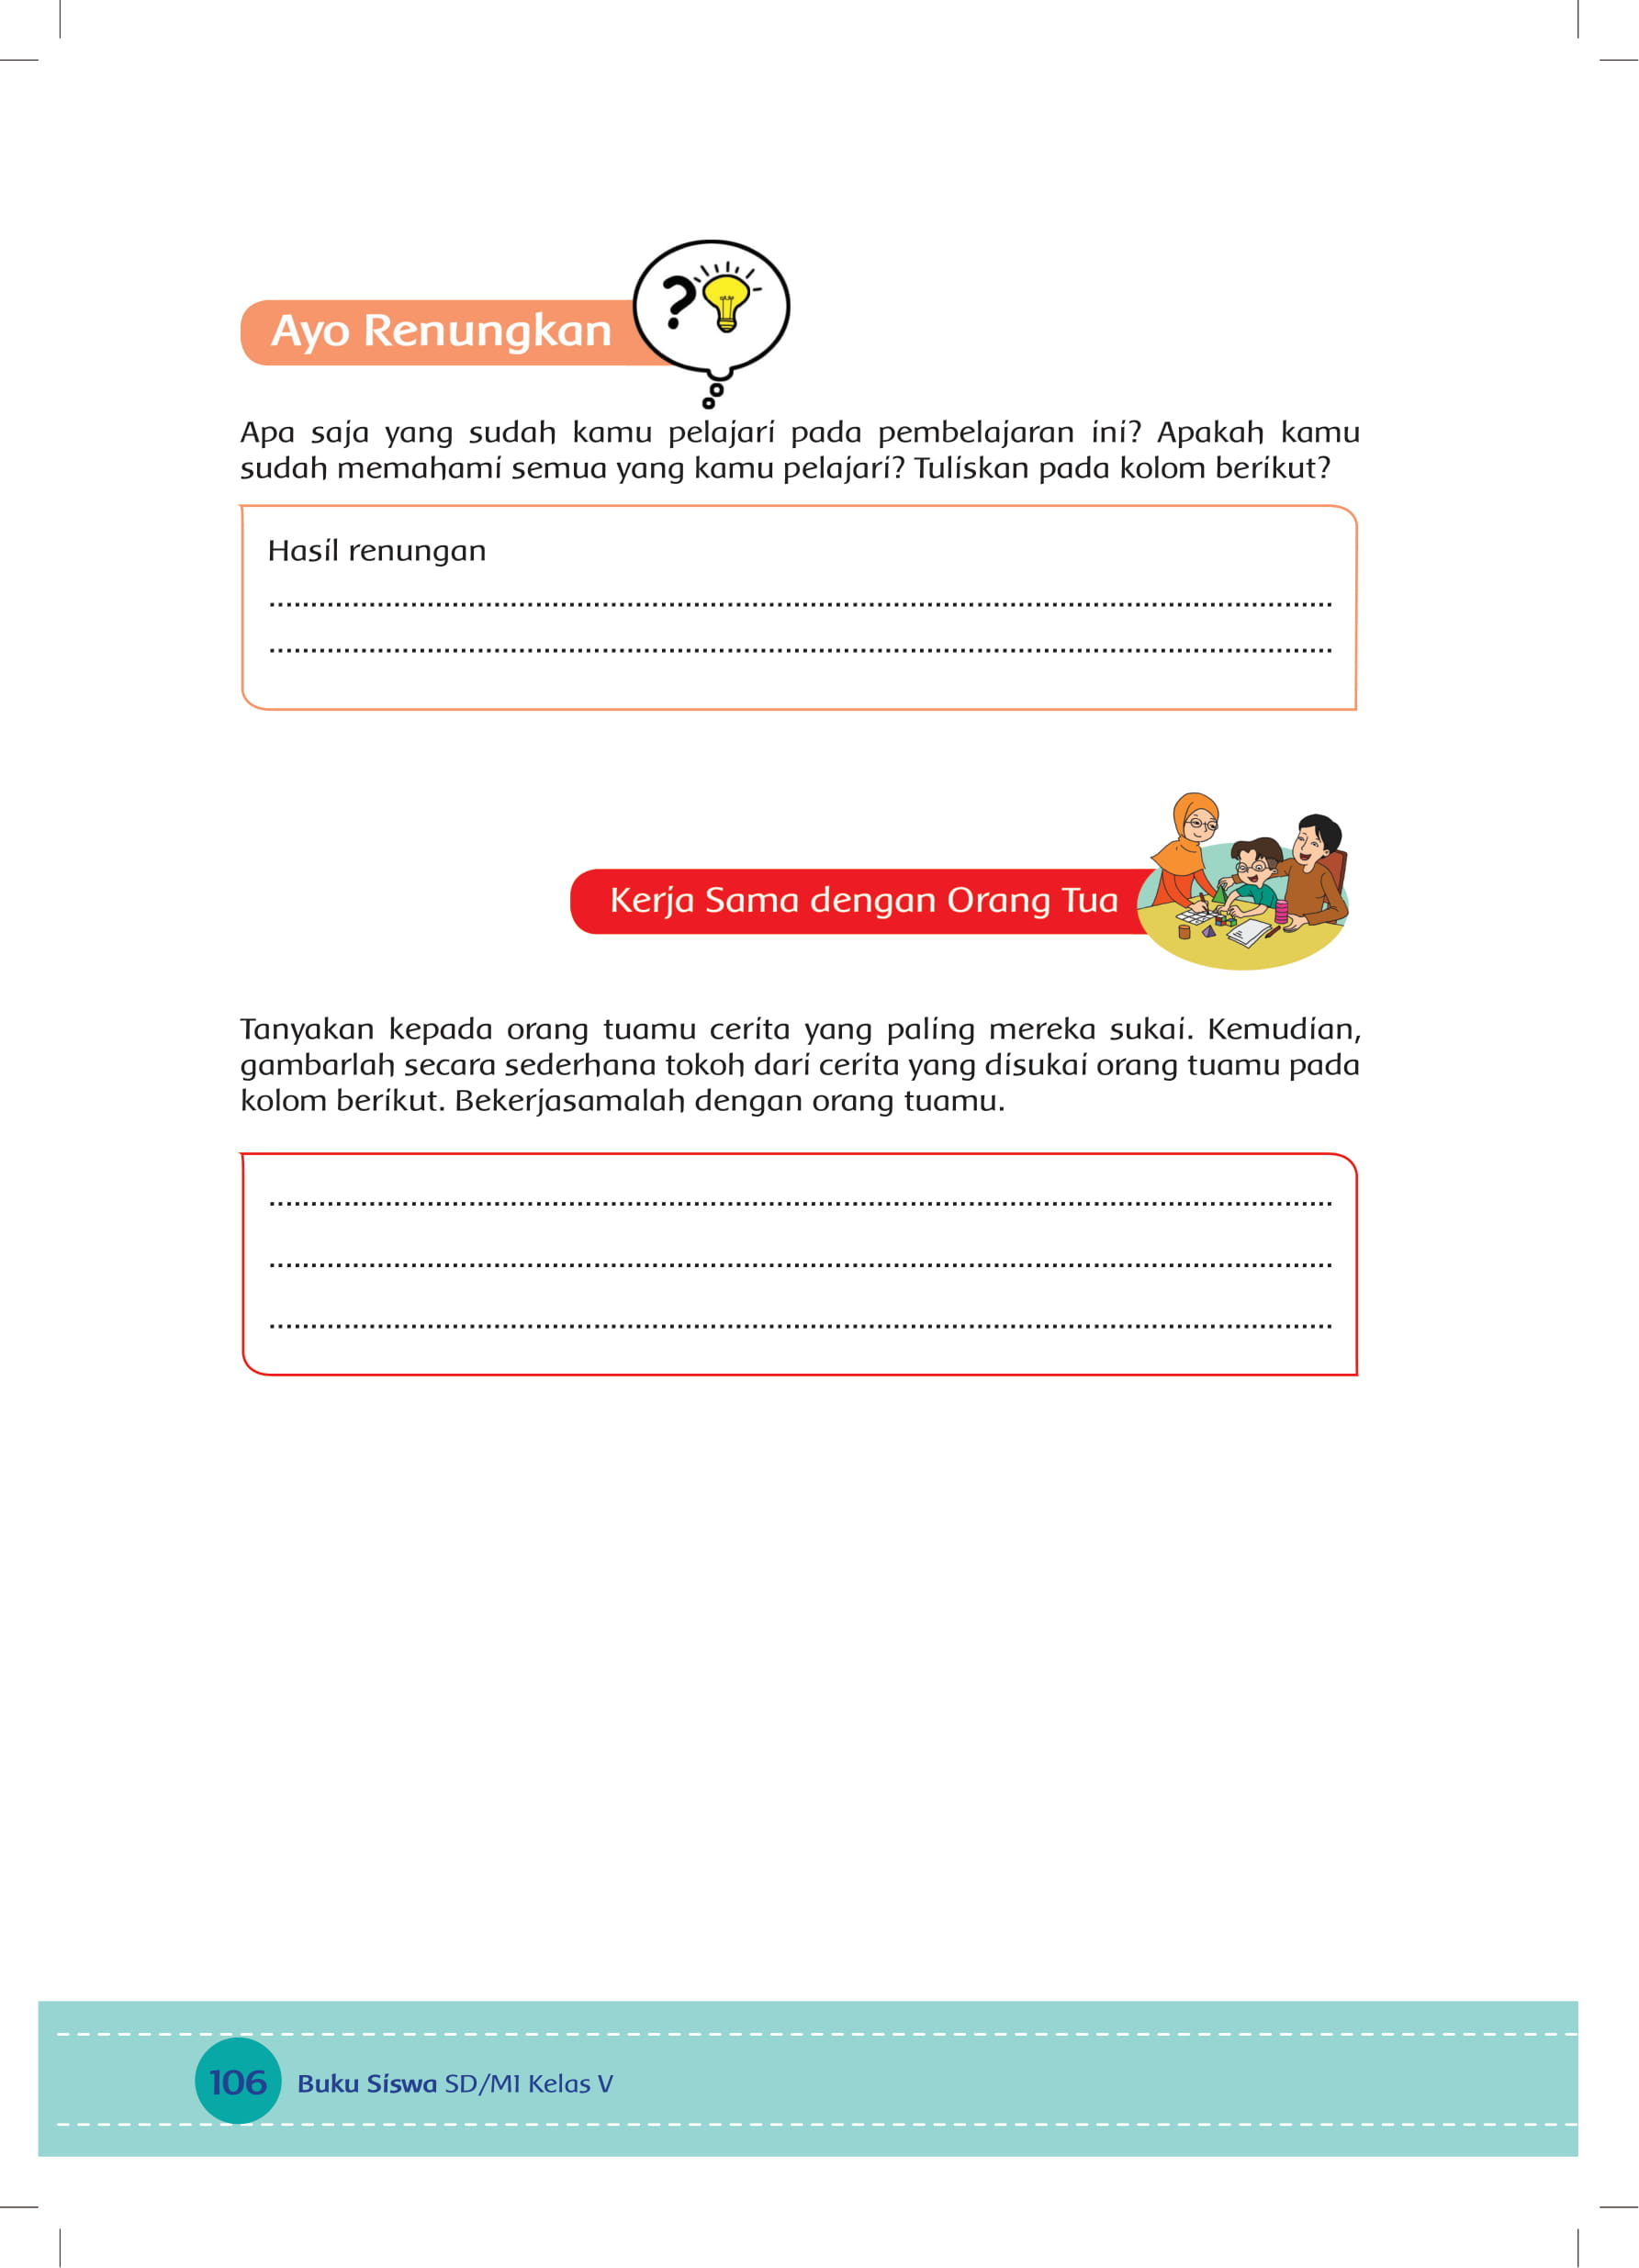 Ayo Renungkan
?
Apa saja yang sudah kamu pelajari pada pembelajaran ini? Apakah kamu
sudah memahami semua yang kamu pelajari? Tuliskan pada kolom berikut?
Hasil renungan
................................................................................
................................................................................
Kerja Sama dengan Orang Tua
Tanyakan kepada orang tuamu cerita yang paling mereka sukai. Kemudian,
gambarlah secara sederhana tokoh dari cerita yang disukai orang tuamu pada
kolom berikut. Bekerjasamalah dengan orang tuamu.
................................................................................
................................................................................
................................................................................
106 Buku Siswa SD/MI Kelas V